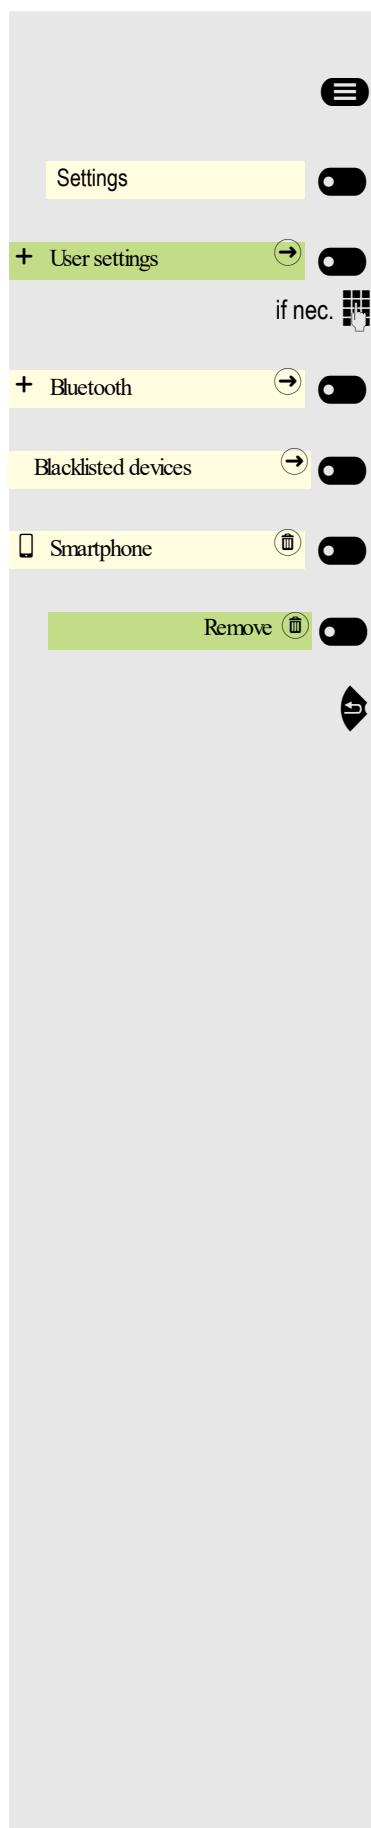 Settings
+ User settings
if nec.
+ Bluetooth
Blacklisted devices
Smartphone
Remove